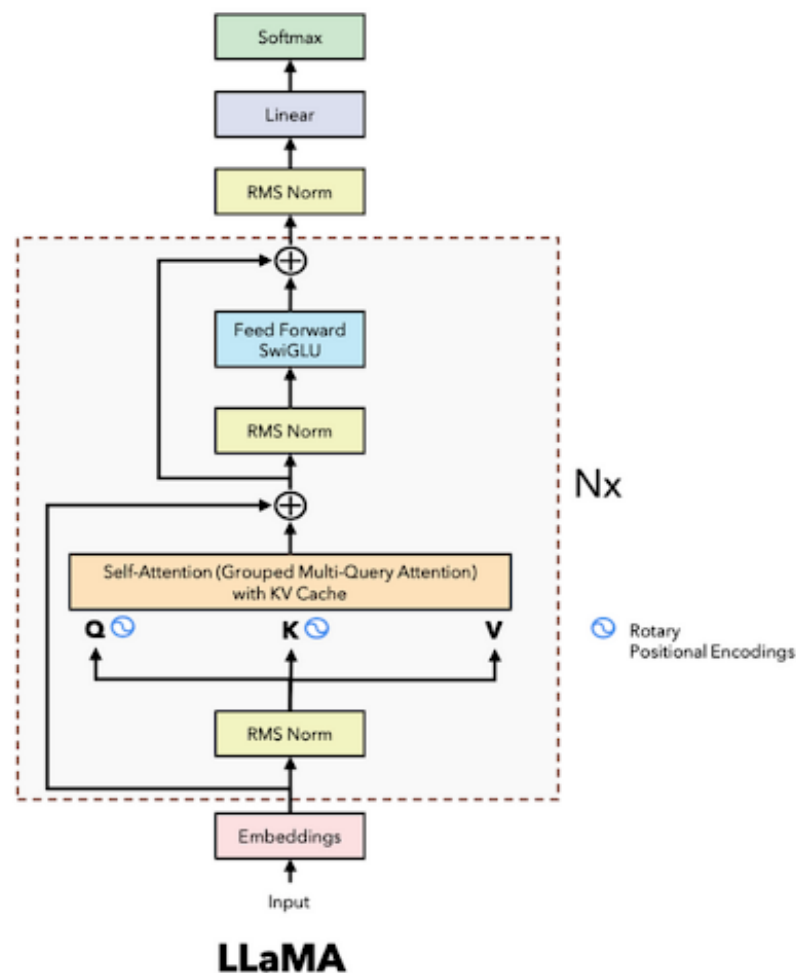 Softmax
Linear
RMS Norm
Feed Forward
SwiGLU
RMS Norm
Nx
Self-Attention (Grouped Multi-Query Attention)
with KV Cache
Q K V
Rotary
Positional Encodings
RMS Norm
Embeddings
Input
LLaMA